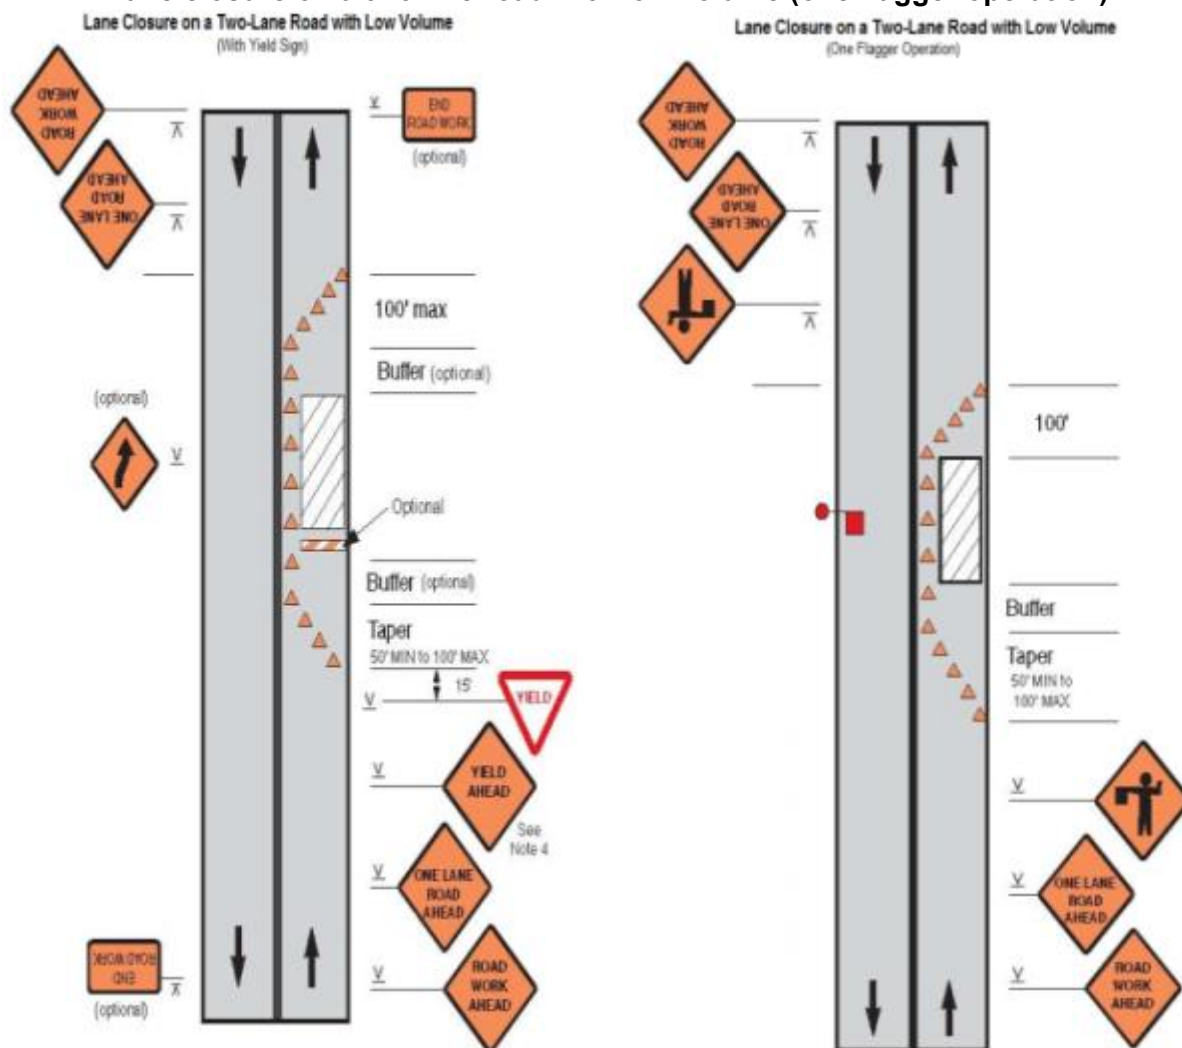 Lane Closure on a Two-Lane Road with Low Volume
(With Yield Sign)
ROAD
WORK
AHEAD
ONE LANE
ROAD
AHEAD
END
ROAD WORK
(optional)
100' max
Buffer (optional)
(optional)
Optional
Buffer (optional)
Taper
50' MIN to 100' MAX
15'
YIELD
YIELD
AHEAD
See
Note 4
ONE LANE
ROAD
AHEAD
ROAD
WORK
AHEAD
END
ROAD WORK
(optional)
Lane Closure on a Two-Lane Road with Low Volume
(One Flagger Operation)
ROAD
WORK
AHEAD
ONE LANE
ROAD
AHEAD
100'
Buffer
Taper
50' MIN to
100' MAX
ONE LANE
ROAD
AHEAD
ROAD
WORK
AHEAD